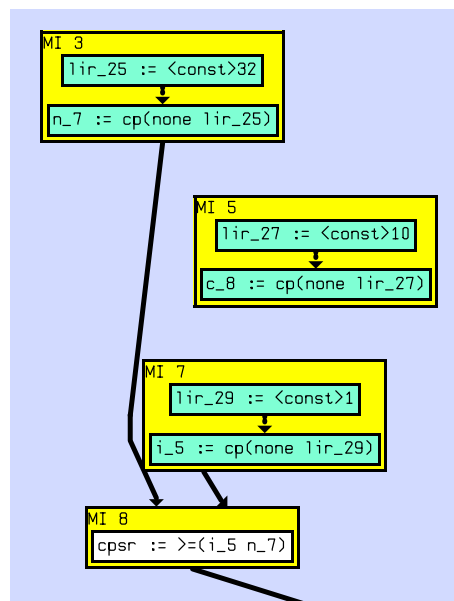 MI 3
lir_25 := <const>32
n_7 := cp(none lir_25)
MI 5
lir_27 := <const>10
c_8 := cp(none lir_27)
MI 7
lir_29 := <const>1
i_5 := cp(none lir_29)
MI 8
cpsr := >=(i_5 n_7)